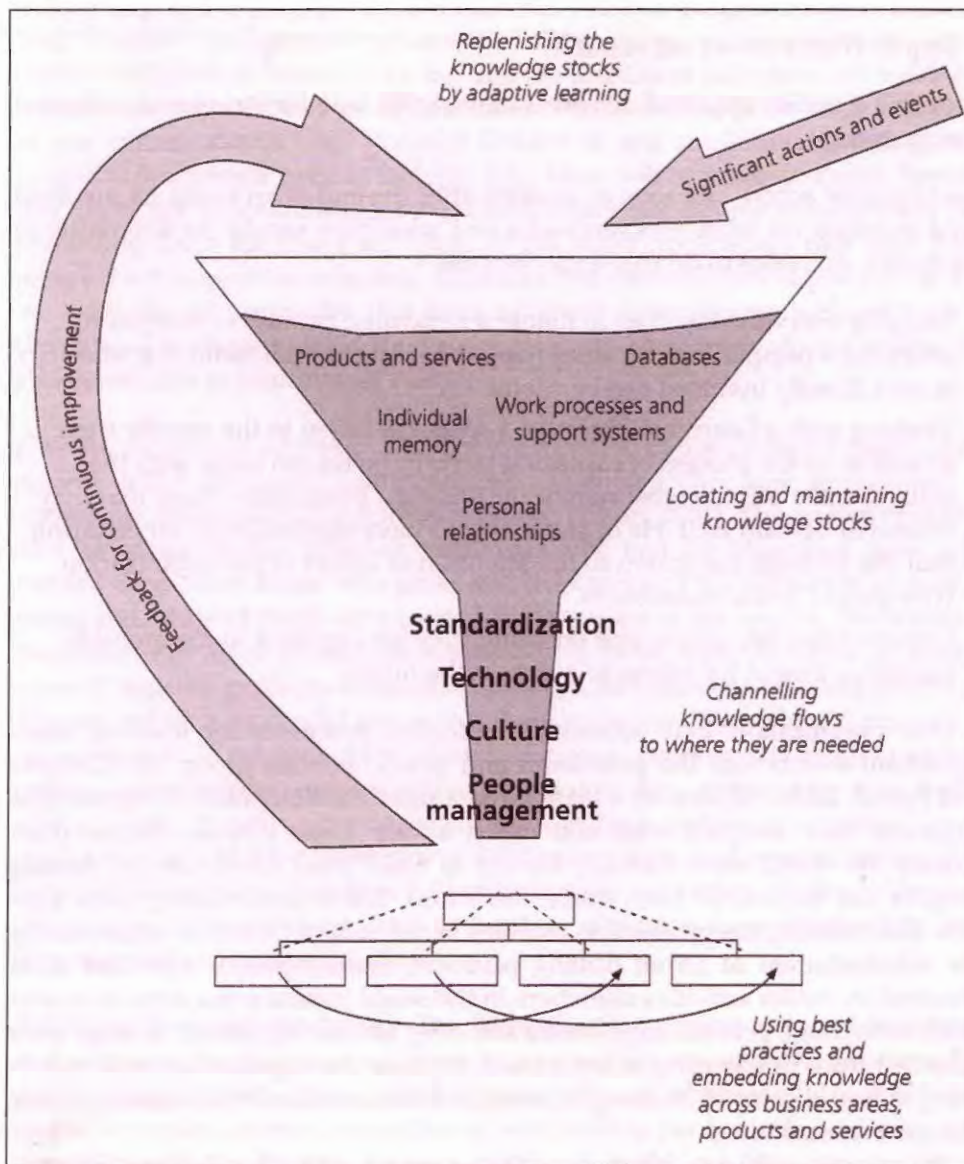 Replenishing the
knowledge stocks
by adaptive learning
Significant actions and events
Feedback for continuous improvement
Products and services
Databases
Individual
memory
Work processes and
support systems
Personal
relationships
Locating and maintaining
knowledge stocks
Standardization
Technology
Culture
People
management
Channelling
knowledge flows
to where they are needed
Using best
practices and
embedding knowledge
across business areas,
products and services